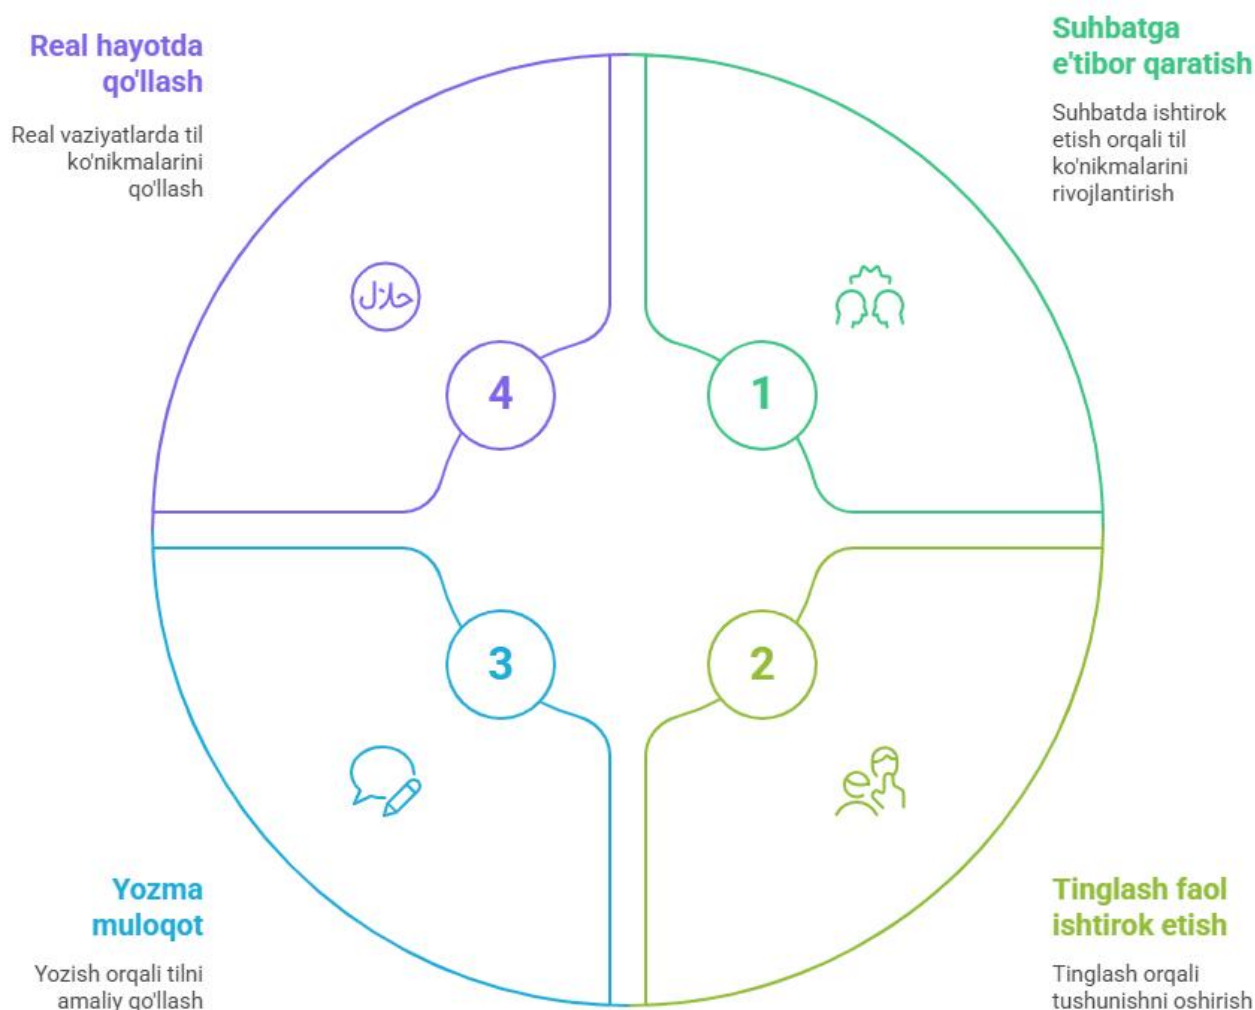 Real hayotda
qo'llash
Real vaziyatlarda til
ko'nikmalarini
qo'llash
Suhbatga
e'tibor qaratish
Suhbatda ishtirok
etish orqali til
ko'nikmalarini
rivojlantirish
حلال
4
1
3
2
Yozma
muloqot
Yozish orqali tilni
amaliy qo'llash
Tinglash faol
ishtirok etish
Tinglash orqali
tushunishni oshirish